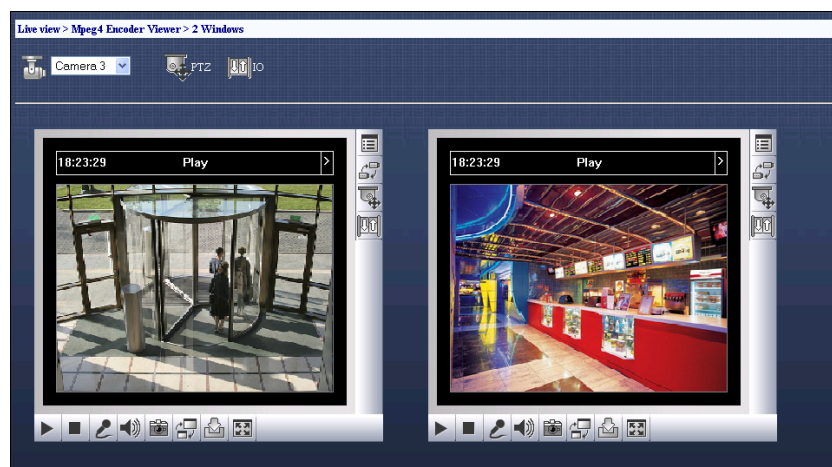 Live view > Mpeg4 Encoder Viewer > 2 Windows
Camera 3 PTZ IO
18:23:29 Play >
18:23:29 Play >